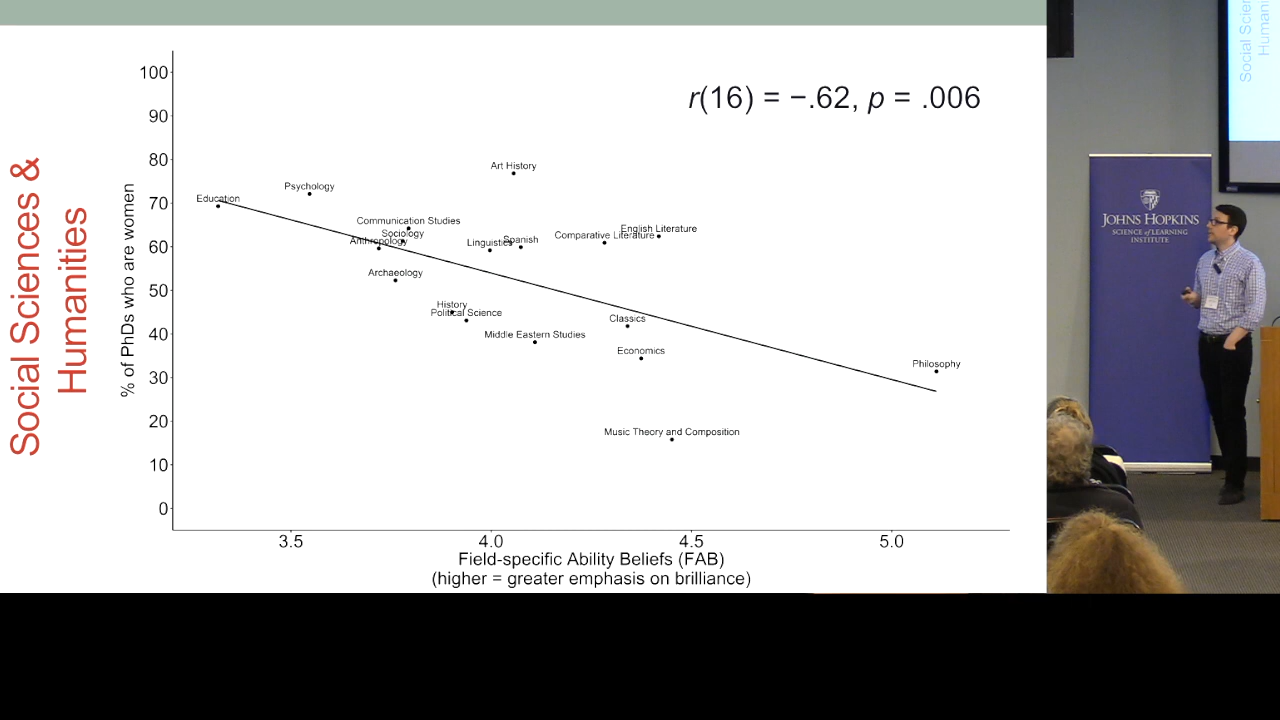 Social Sciences &
Humanities
r(16) = −.62, p = .006
% of PhDs who are women
100
90
80
70
60
50
40
30
20
10
0
Art History
Psychology
Education
Communication Studies
English Literature
Sociology
Comparative Literature
Anthropology
Linguistics
Spanish
Archaeology
History
Political Science
Classics
Middle Eastern Studies
Economics
Philosophy
Music Theory and Composition
3.5
4.0
4.5
5.0
Field-specific Ability Beliefs (FAB)
(higher = greater emphasis on brilliance)
Social Scien
Humani
JOHNS HOPKINS
SCIENCE of LEARNING
INSTITUTE